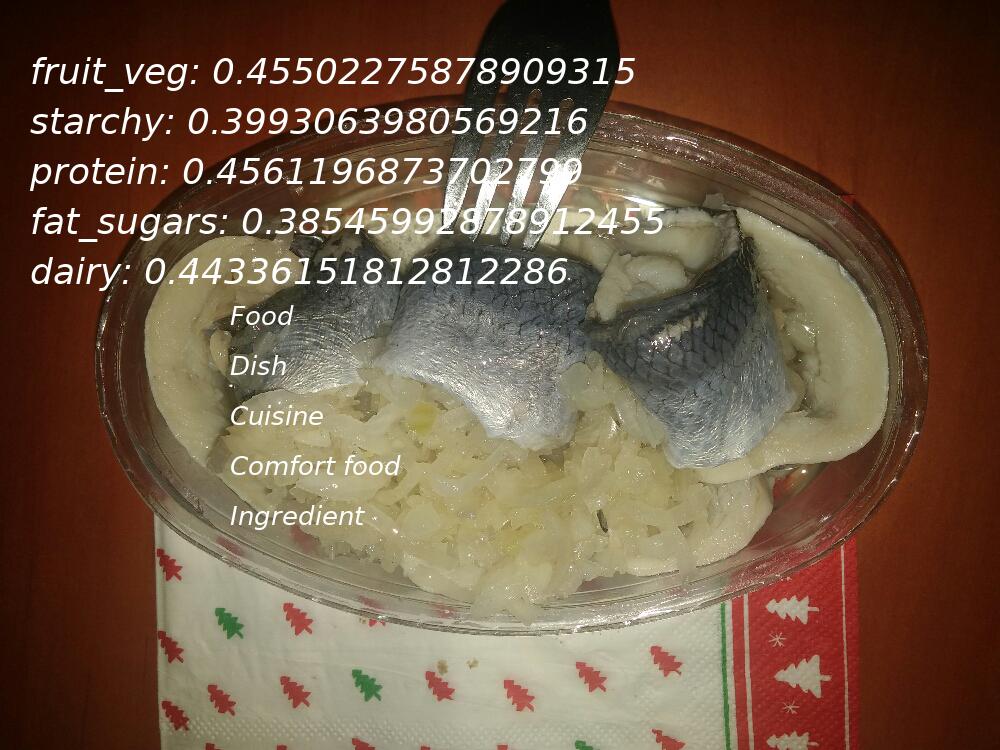 fruit_veg: 0.45502275878909315
starchy: 0.3993063980569216
protein: 0.4561196873702799
fat_sugars: 0.38545992878912455
dairy: 0.44336151812812286
Food
Dish
Cuisine
Comfort food
Ingredient